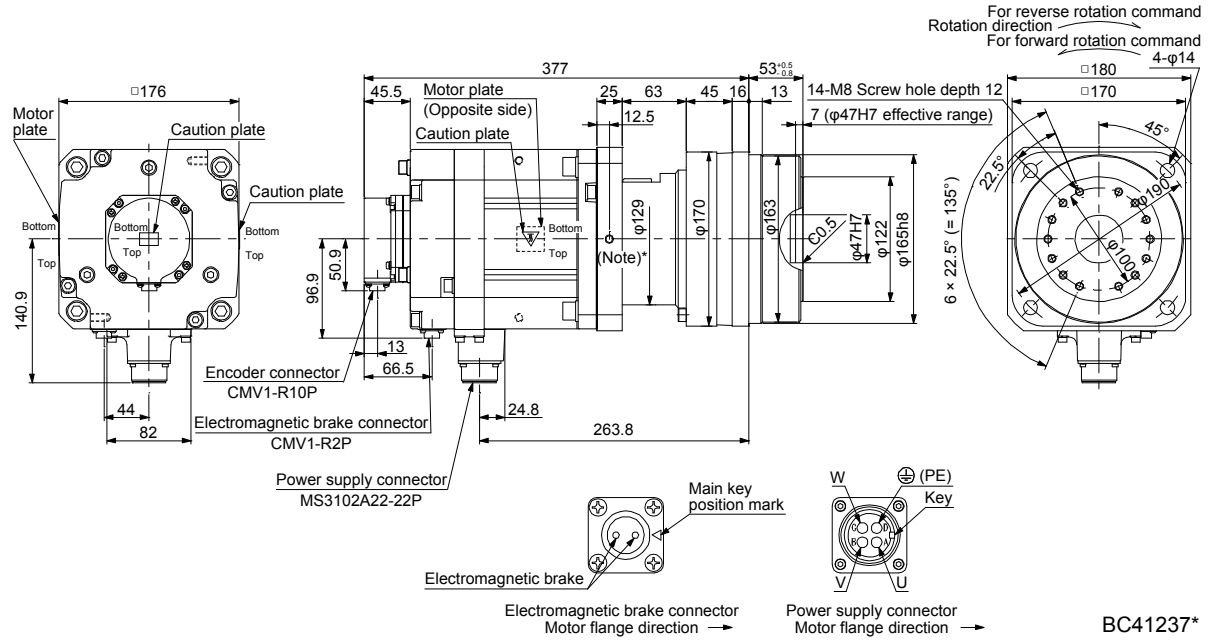 For reverse rotation command
Rotation direction
For forward rotation command
4-φ14
377
53 +0.5 -0.8
□176
45.5
Motor plate
(Opposite side)
Caution plate
25
63
45
16
13
12.5
14-M8 Screw hole depth 12
7 (φ47H7 effective range)
□180
□170
45°
22.5°
φ190
φ100
6 × 22.5° (= 135°)
Motor
plate
Caution plate
Caution plate
Bottom
Top
Bottom
Top
Bottom
Top
Bottom
Top
(Note)*
φ129
φ170
φ163
C0.5
φ47H7
φ122
φ165h8
140.9
96.9
50.9
13
66.5
44
82
24.8
263.8
Encoder connector
CMV1-R10P
Electromagnetic brake connector
CMV1-R2P
Power supply connector
MS3102A22-22P
Main key
position mark
Electromagnetic brake
Electromagnetic brake connector
Motor flange direction
W
(PE)
Key
C
D
B
A
V
U
Power supply connector
Motor flange direction
BC41237*